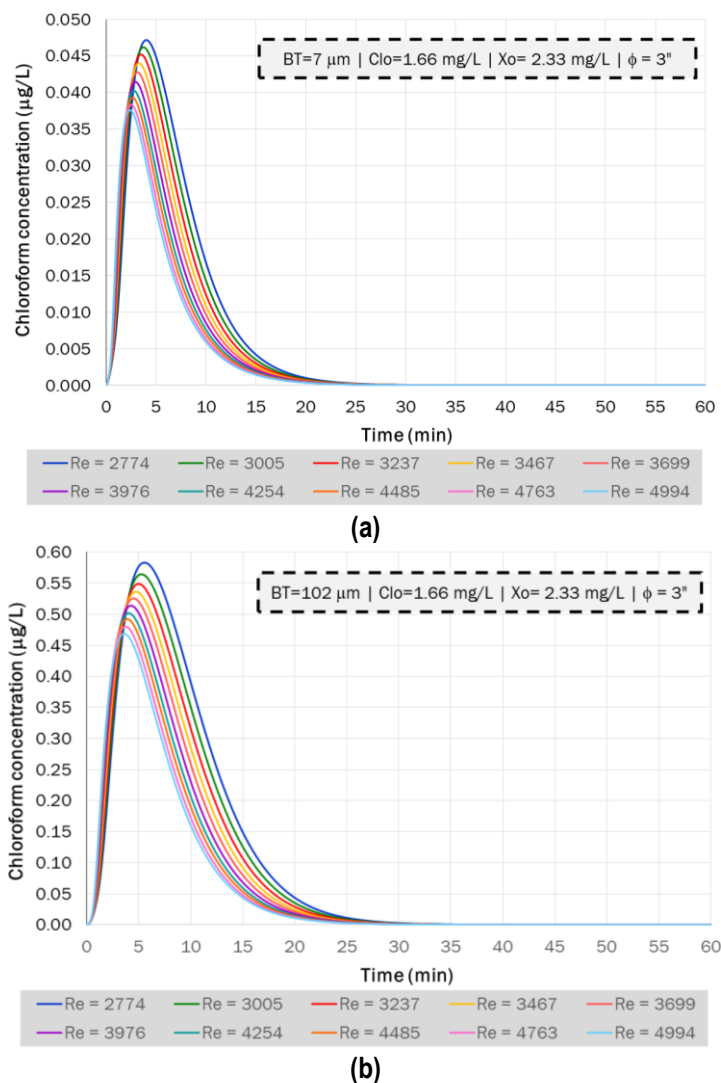 0.050
0.045
0.040
0.035
0.030
0.025
0.020
0.015
0.010
0.005
0.000
Chloroform concentration (µg/L)
BT=7 µm | Clo=1.66 mg/L | Xo= 2.33 mg/L | ϕ = 3"
0 5 10 15 20 25 30 35 40 45 50 55 60
Time (min)
Re = 2774 Re = 3005 Re = 3237 Re = 3467 Re = 3699
Re = 3976 Re = 4254 Re = 4485 Re = 4763 Re = 4994
(a)
0.60
0.55
0.50
0.45
0.40
0.35
0.30
0.25
0.20
0.15
0.10
0.05
0.00
Chloroform concentration (µg/L)
BT=102 µm | Clo=1.66 mg/L | Xo= 2.33 mg/L | ϕ = 3"
0 5 10 15 20 25 30 35 40 45 50 55 60
Time (min)
Re = 2774 Re = 3005 Re = 3237 Re = 3467 Re = 3699
Re = 3976 Re = 4254 Re = 4485 Re = 4763 Re = 4994
(b)